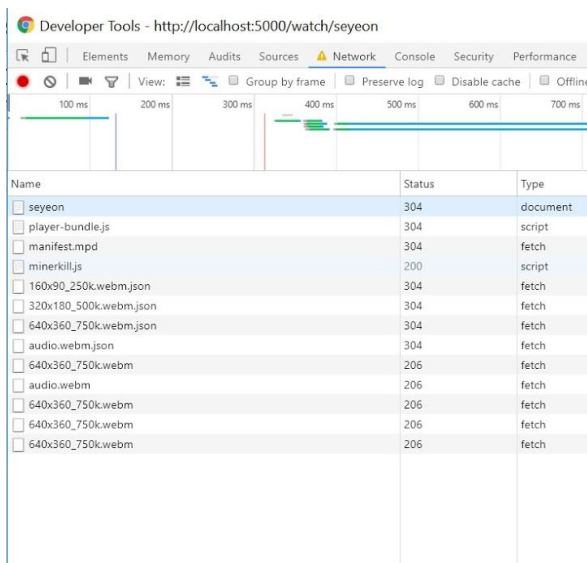 Developer Tools - http://localhost:5000/watch/seyeon
Elements Memory Audits Sources Network Console Security Performance
View: Group by frame Preserve log Disable cache Offline
100 ms 200 ms 300 ms 400 ms 500 ms 600 ms 700 ms
Name Status Type
seyeon 304 document
player-bundle.js 304 script
manifest.mpd 304 fetch
minerkill.js 200 script
160x90_250k.webm.json 304 fetch
320x180_500k.webm.json 304 fetch
640x360_750k.webm.json 304 fetch
audio.webm.json 304 fetch
640x360_750k.webm 206 fetch
audio.webm 206 fetch
640x360_750k.webm 206 fetch
640x360_750k.webm 206 fetch
640x360_750k.webm 206 fetch